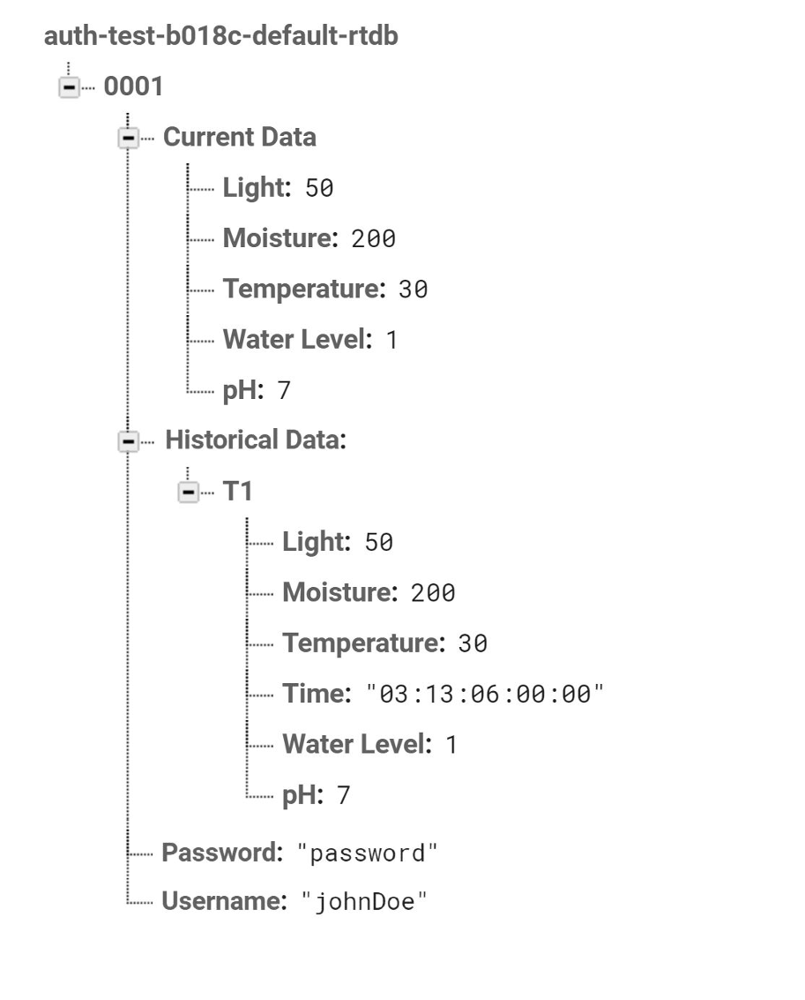 auth-test-b018c-default-rtdb
0001
Current Data
Light: 50
Moisture: 200
Temperature: 30
Water Level: 1
pH: 7
Historical Data:
T1
Light: 50
Moisture: 200
Temperature: 30
Time: "03:13:06:00:00"
Water Level: 1
pH: 7
Password: "password"
Username: "johnDoe"